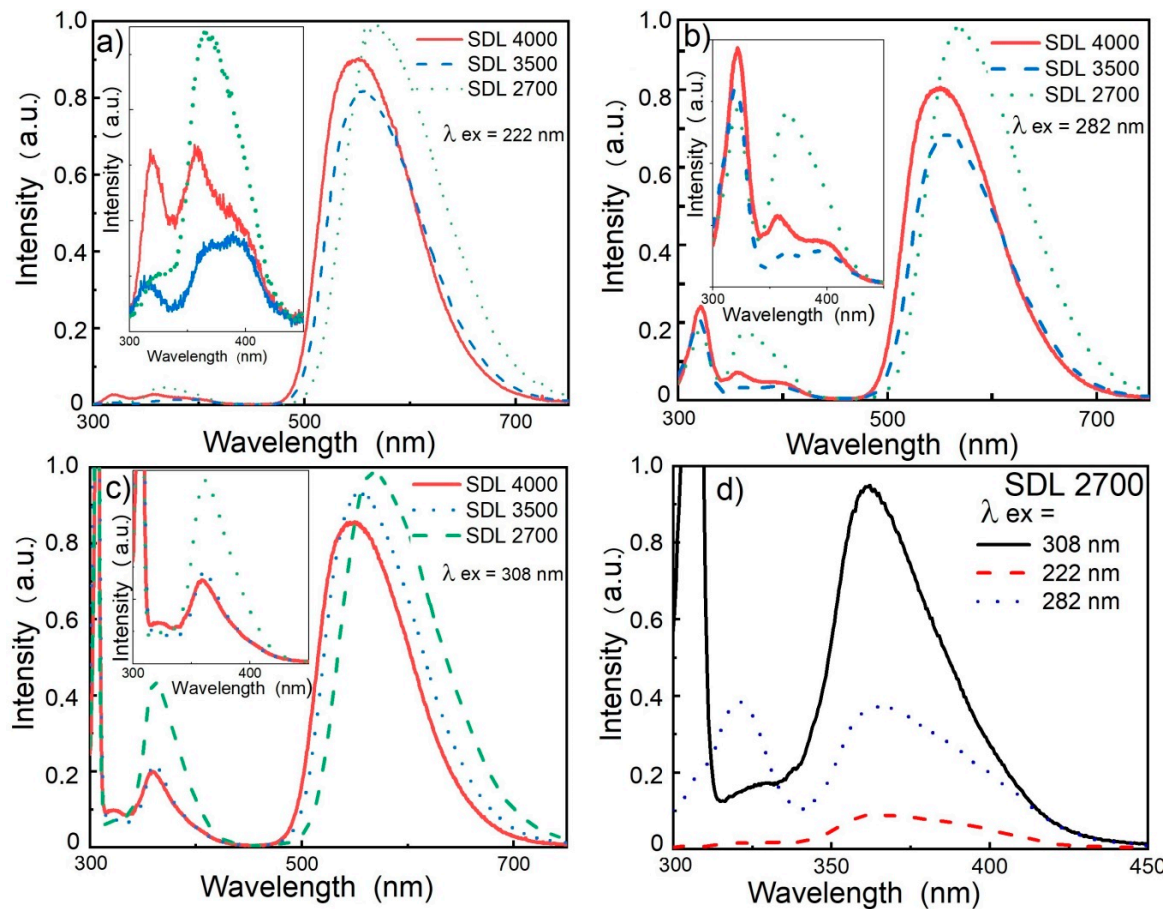 a)
1.0
0.8
0.6
0.4
0.2
0
Intensity (a.u.)
SDL 4000
SDL 3500
SDL 2700
λ ex = 222 nm
Intensity (a.u.)
300
400
Wavelength (nm)
300
500
700
Wavelength (nm)
b)
1.0
0.8
0.6
0.4
0.2
0
Intensity (a.u.)
SDL 4000
SDL 3500
SDL 2700
λ ex = 282 nm
Intensity (a.u.)
300
400
Wavelength (nm)
300
500
700
Wavelength (nm)
c)
1.0
0.8
0.6
0.4
0.2
0
Intensity (a.u.)
SDL 4000
SDL 3500
SDL 2700
λ ex = 308 nm
Intensity (a.u.)
300
400
Wavelength (nm)
300
500
700
Wavelength (nm)
d)
1.0
0.8
0.6
0.4
0.2
0
Intensity (a.u.)
SDL 2700
λ ex =
308 nm
222 nm
282 nm
300
350
400
450
Wavelength (nm)